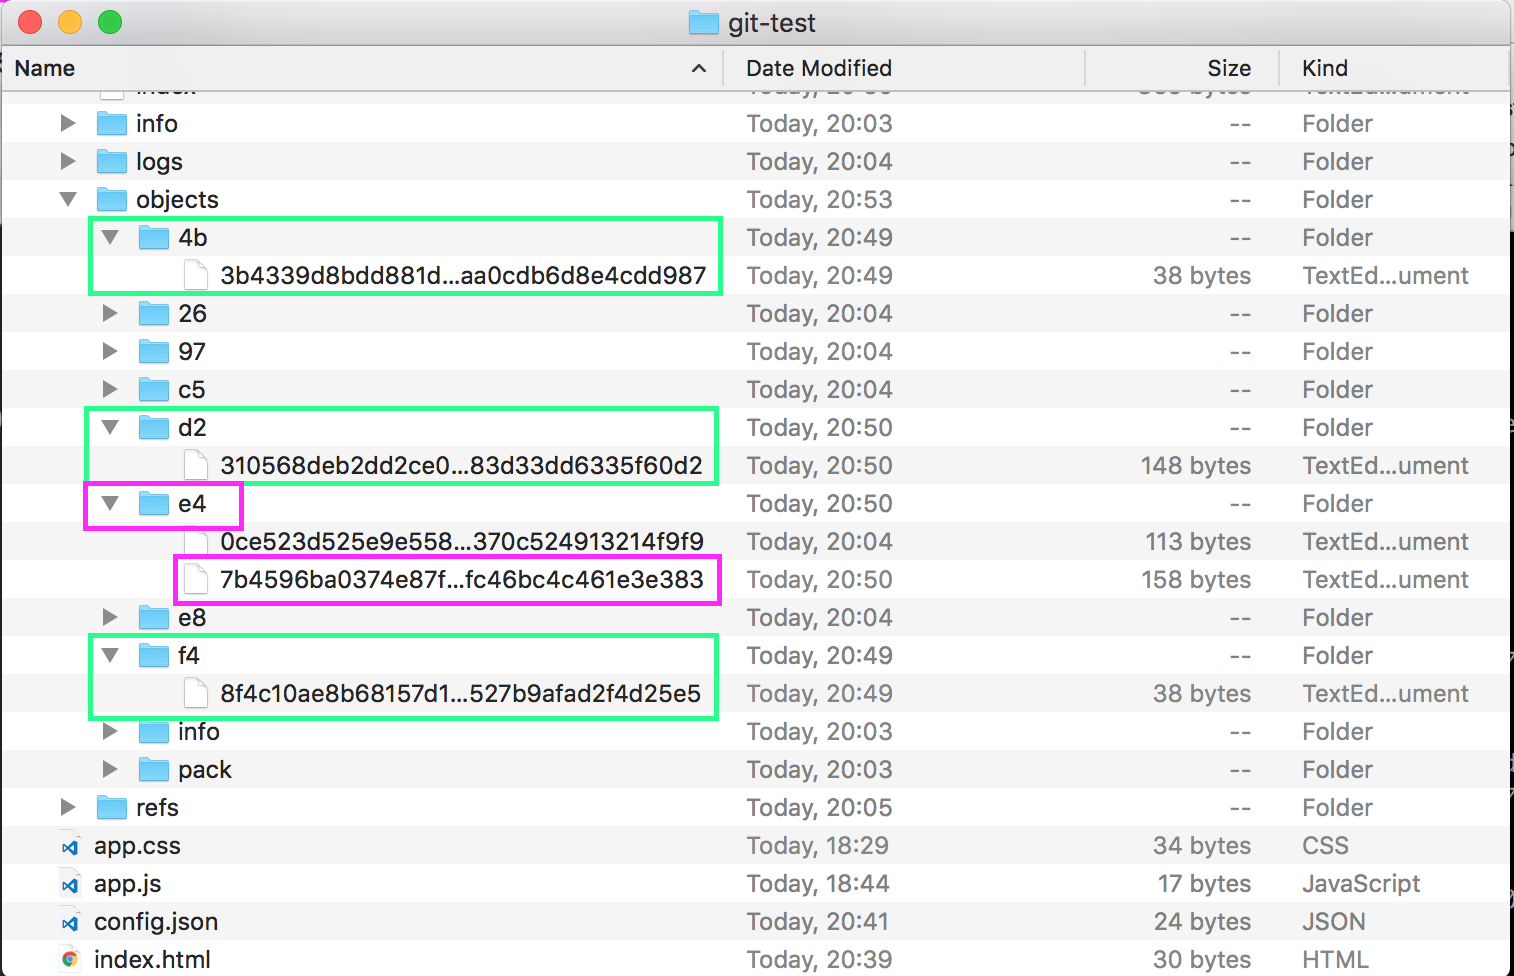 git-test
Name Date Modified Size Kind
info Today, 20:03 -- Folder
logs Today, 20:04 -- Folder
objects Today, 20:53 -- Folder
4b Today, 20:49 -- Folder
3b4339d8bdd881d...aa0cdb6d8e4cdd987 Today, 20:49 38 bytes TextEd...ument
26 Today, 20:04 -- Folder
97 Today, 20:04 -- Folder
c5 Today, 20:04 -- Folder
d2 Today, 20:50 -- Folder
310568deb2dd2ce0...83d33dd6335f60d2 Today, 20:50 148 bytes TextEd...ument
e4 Today, 20:50 -- Folder
0ce523d525e9e558...370c524913214f9f9 Today, 20:04 113 bytes TextEd...ument
7b4596ba0374e87f...fc46bc4c461e3e383 Today, 20:50 158 bytes TextEd...ument
e8 Today, 20:04 -- Folder
f4 Today, 20:49 -- Folder
8f4c10ae8b68157d1...527b9afad2f4d25e5 Today, 20:49 38 bytes TextEd...ument
info Today, 20:03 -- Folder
pack Today, 20:03 -- Folder
refs Today, 20:05 -- Folder
app.css Today, 18:29 34 bytes CSS
app.js Today, 18:44 17 bytes JavaScript
config.json Today, 20:41 24 bytes JSON
index.html Today, 20:39 30 bytes HTML